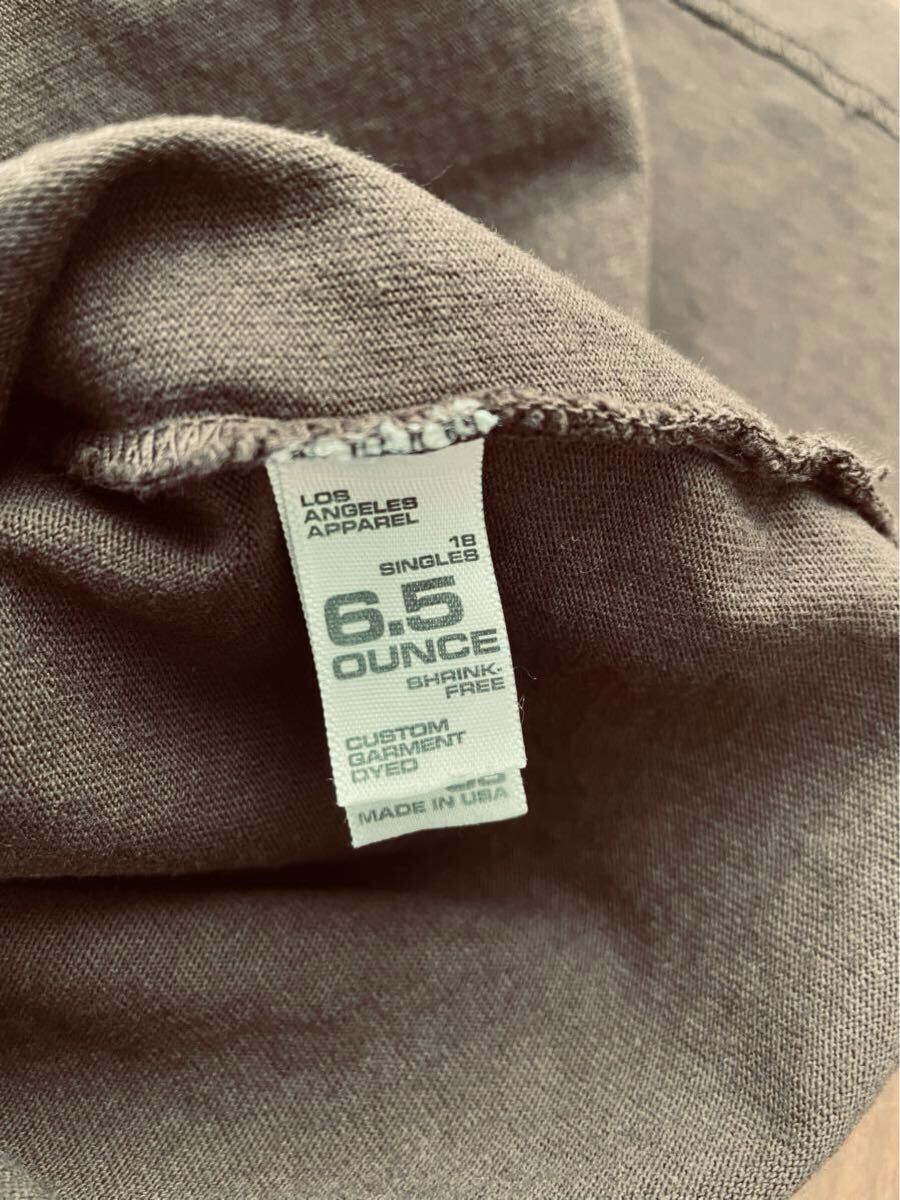 LOS
ANGELES
APPAREL
18
SINGLES
6.5
OUNCE
SHRINK-
FREE
CUSTOM
GARMENT
DYED
MADE IN USA